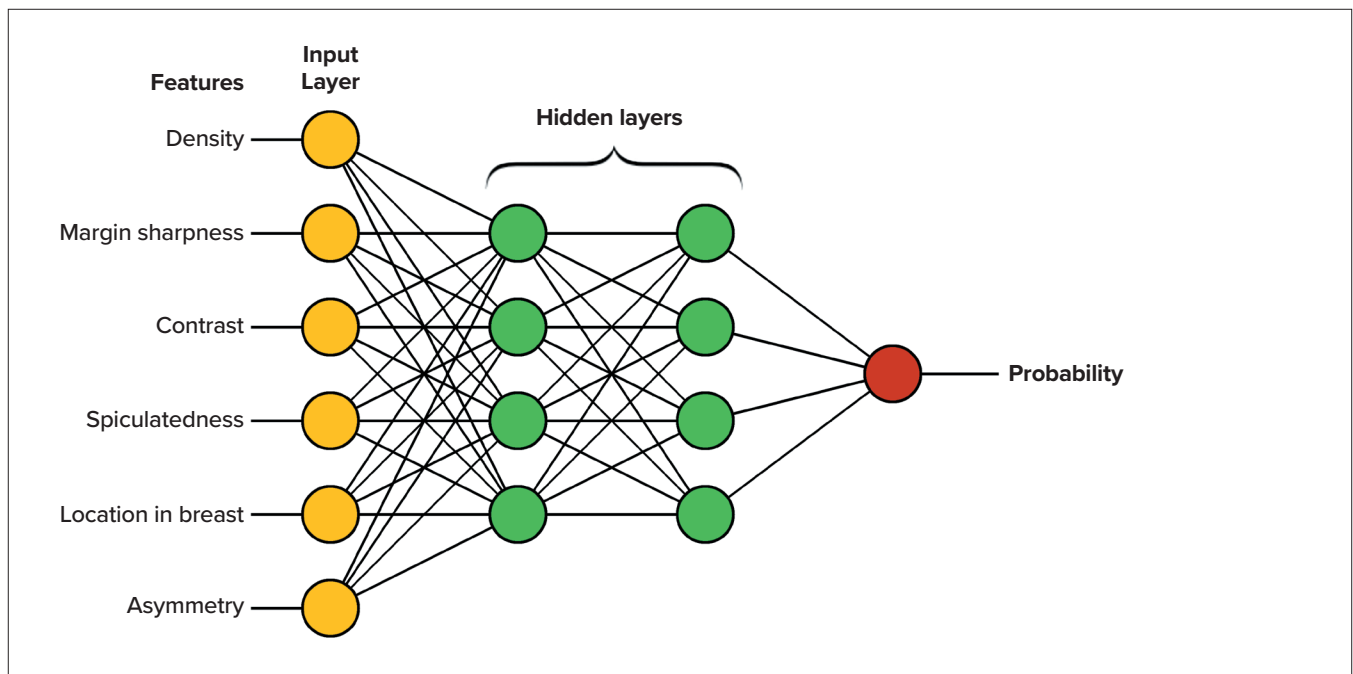 Features
Input
Layer
Hidden layers
Density
Margin sharpness
Contrast
Spiculatedness
Location in breast
Asymmetry
Probability